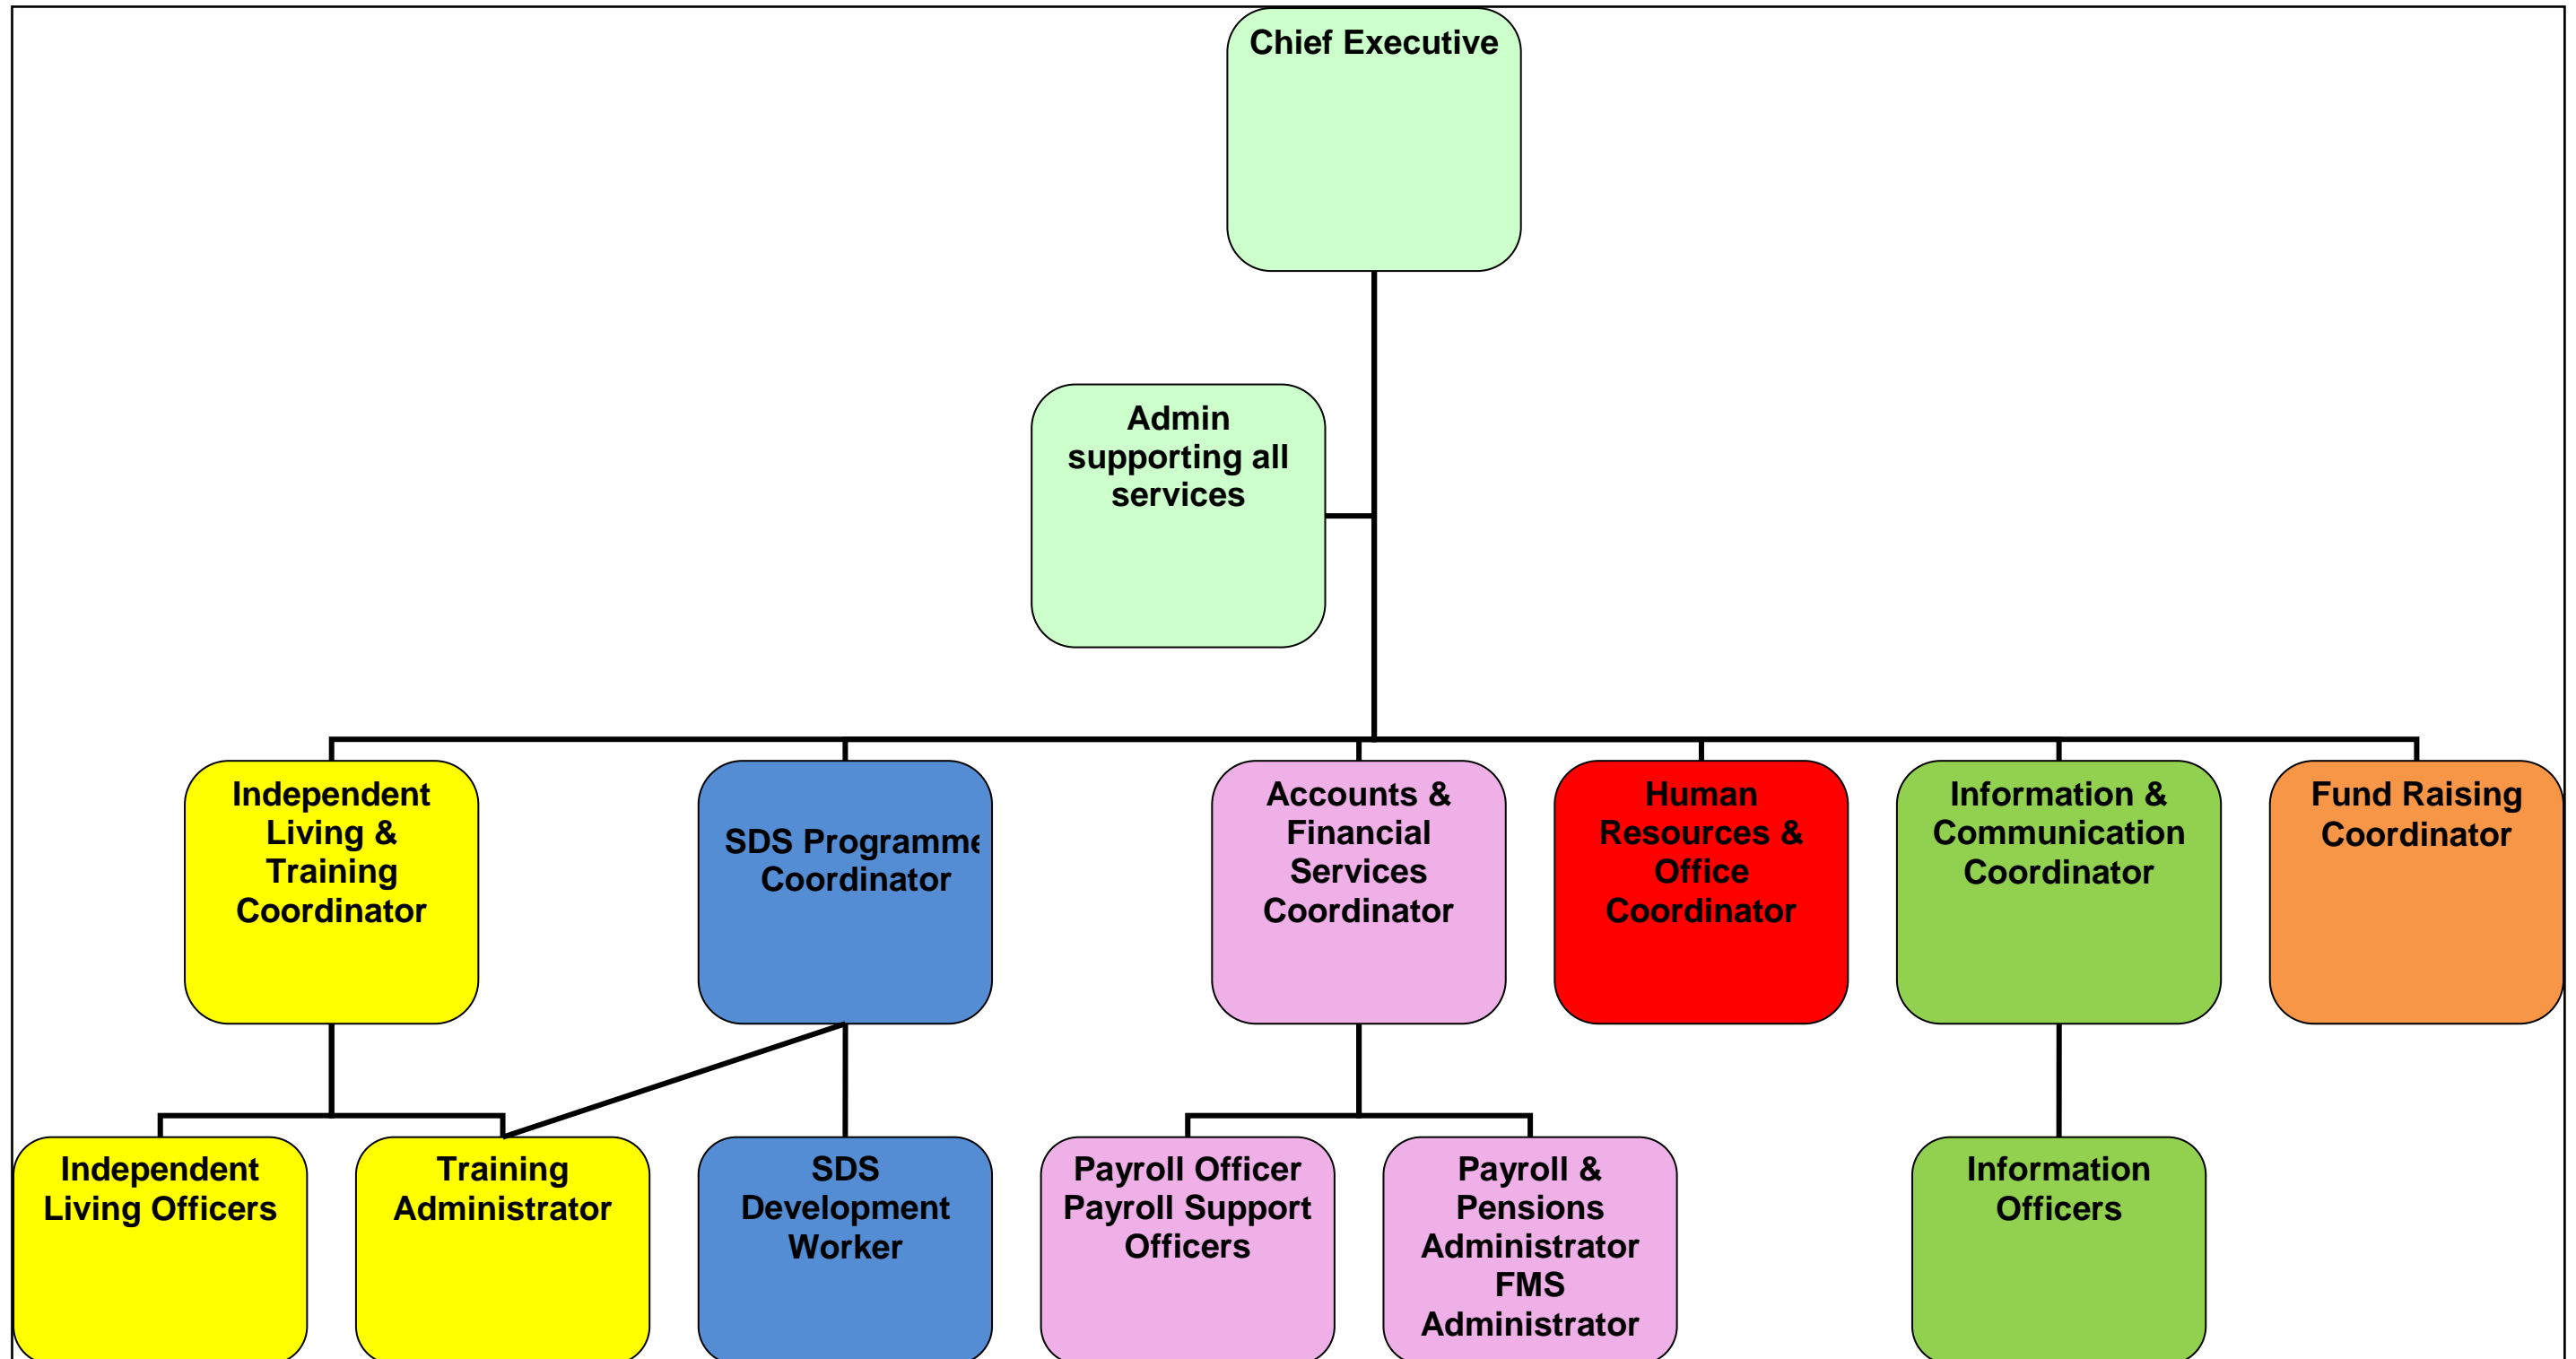 Chief Executive
Admin
supporting all
services
Independent
Living &
Training
Coordinator
SDS Programme
Coordinator
Accounts &
Financial
Services
Coordinator
Human
Resources &
Office
Coordinator
Information &
Communication
Coordinator
Fund Raising
Coordinator
Independent
Living Officers
Training
Administrator
SDS
Development
Worker
Payroll Officer
Payroll Support
Officers
Payroll &
Pensions
Administrator
FMS
Administrator
Information
Officers